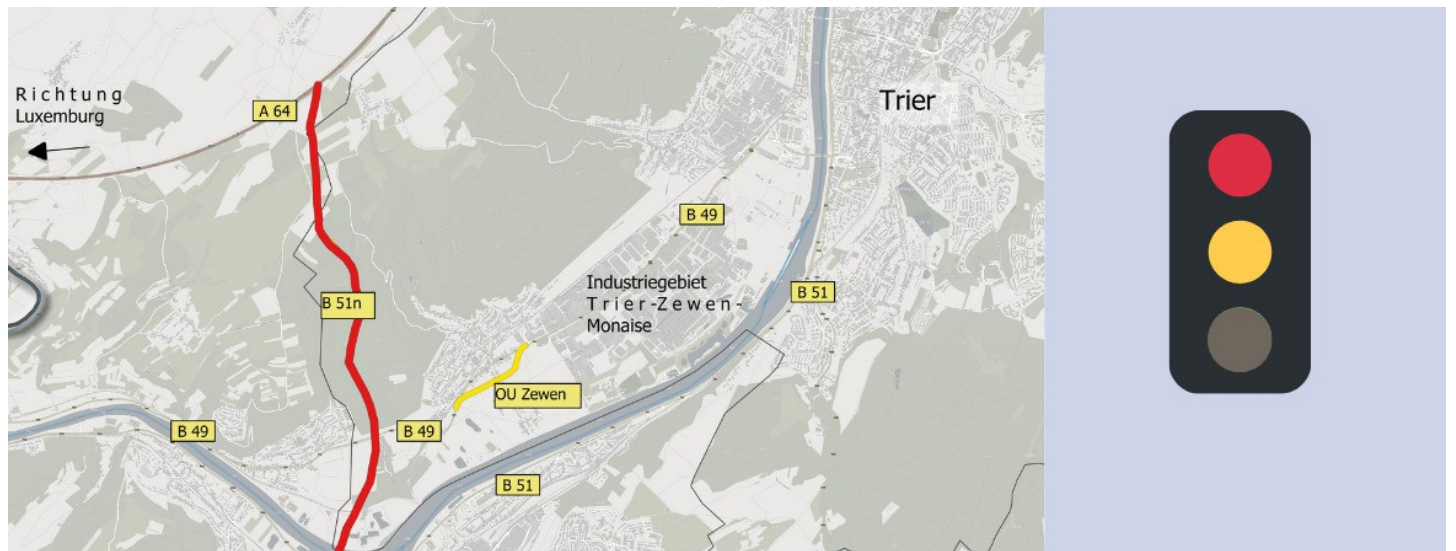 Richtung
Luxemburg
A 64
Trier
B 49
B 51n
Industriegebiet
Trier-Zewen-
Monaise
B 51
OU Zewen
B 49
B 49
B 51